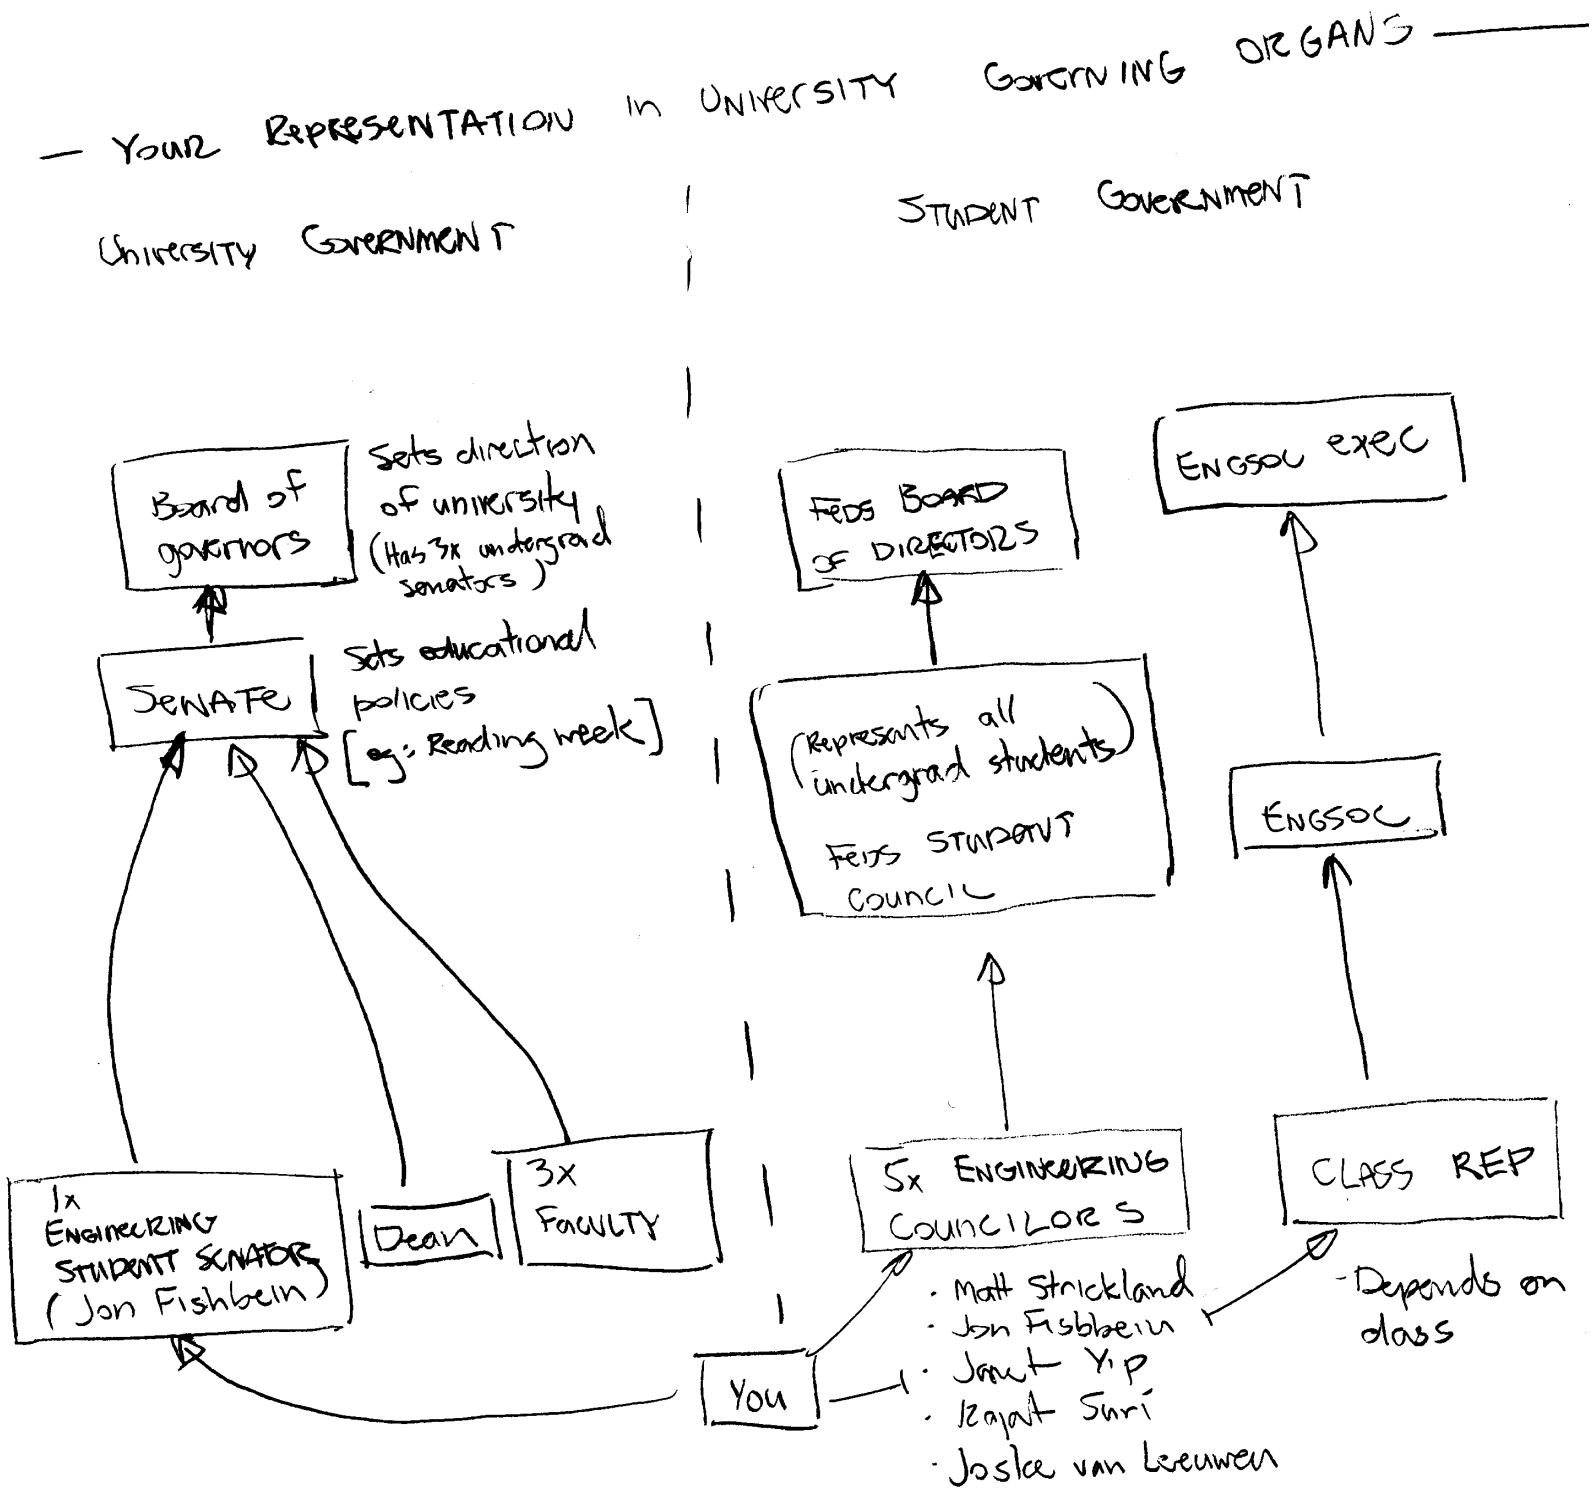 — YOUR REPRESENTATION in UNIVERSITY GOVERNING ORGANS —
UNIVERSITY GOVERNMENT
STUDENT GOVERNMENT
Board of
governors
Sets direction
of university
(Has 3x undergrad
senators)
SENATE
Sets educational
policies
[eg: Reading week]
1x
ENGINEERING
STUDENT SENATOR
(Jon Fishbein)
Dean
3x
FACULTY
You
FEDS BOARD
OF DIRECTORS
(Represents all
undergrad students)
FEDS STUDENT
COUNCIL
5x ENGINEERING
COUNCILORS
· Matt Strickland
· Jon Fisbbein
· Janet Yip
· Rajat Suri
· Joske van Leeuwen
ENGSOC exec
ENGSOC
CLASS REP
- Depends on
class